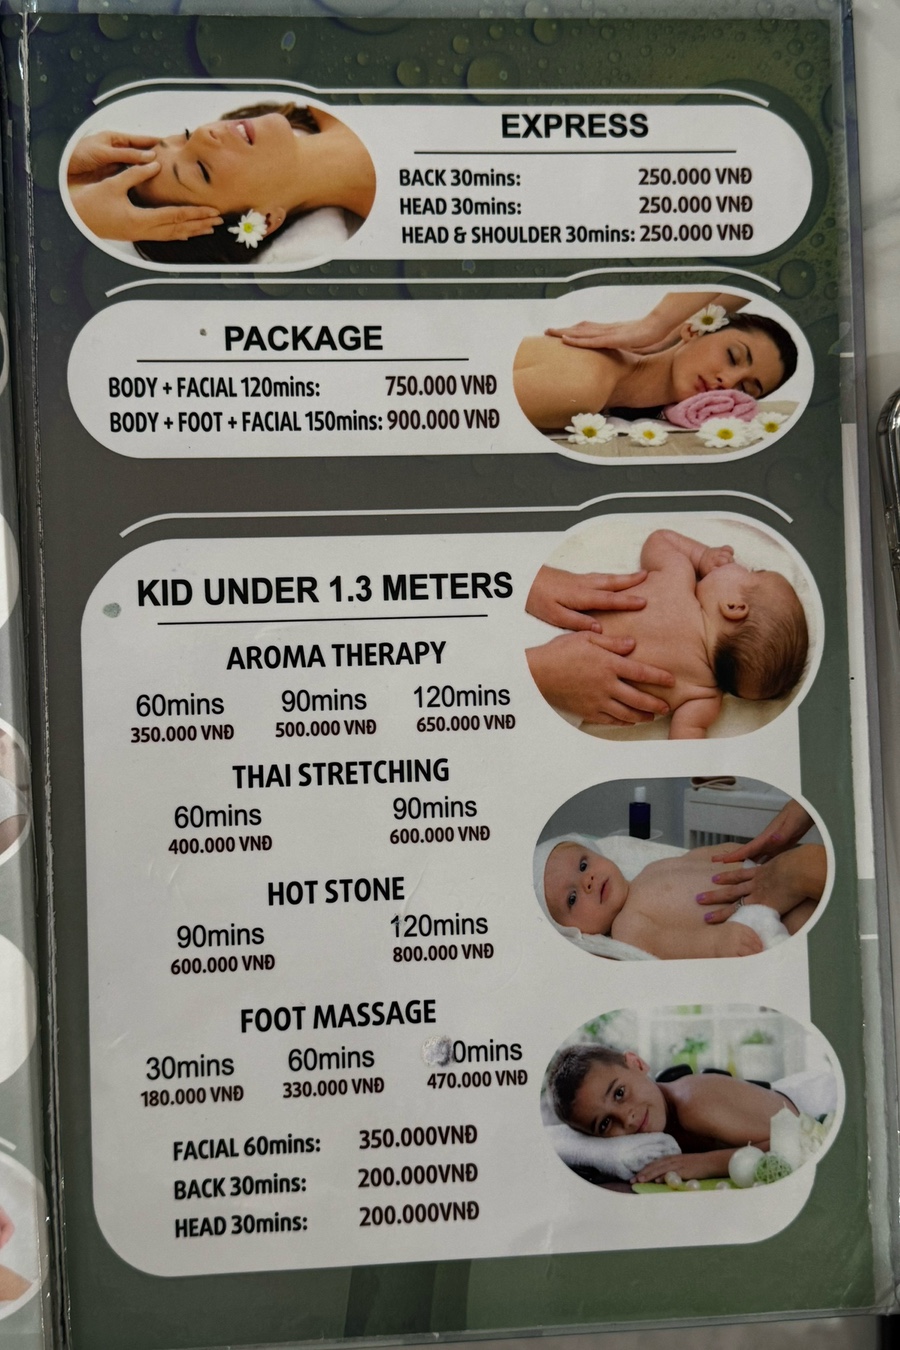 EXPRESS
BACK 30mins: 250.000 VNĐ
HEAD 30mins: 250.000 VNĐ
HEAD & SHOULDER 30mins: 250.000 VNĐ
PACKAGE
BODY + FACIAL 120mins: 750.000 VNĐ
BODY + FOOT + FACIAL 150mins: 900.000 VNĐ
KID UNDER 1.3 METERS
AROMA THERAPY
60mins 90mins 120mins
350.000 VNĐ 500.000 VNĐ 650.000 VNĐ
THAI STRETCHING
60mins 90mins
400.000 VNĐ 600.000 VNĐ
HOT STONE
90mins 120mins
600.000 VNĐ 800.000 VNĐ
FOOT MASSAGE
30mins 60mins
180.000 VNĐ 330.000 VNĐ 470.000 VNĐ
FACIAL 60mins: 350.000VNĐ
BACK 30mins: 200.000VNĐ
HEAD 30mins: 200.000VNĐ